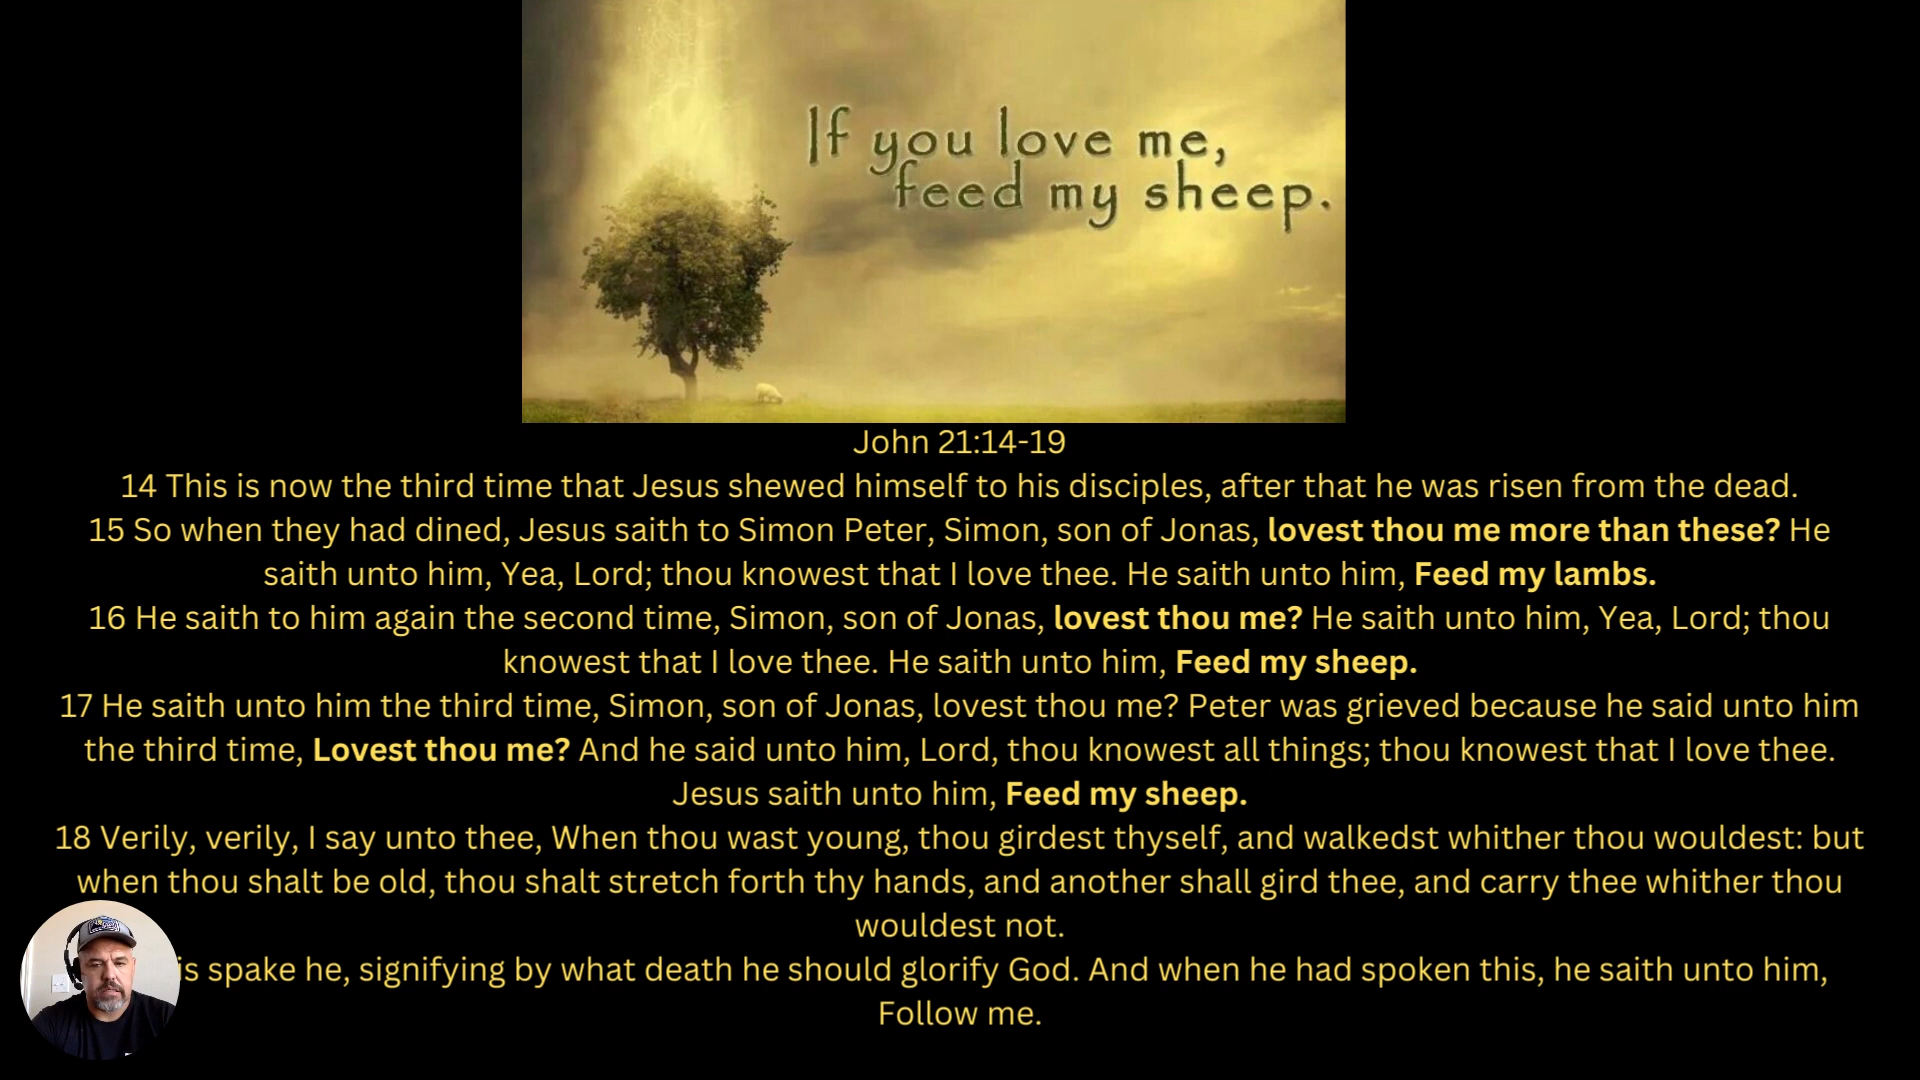 If you love me,
feed my sheep.
John 21:14-19
14 This is now the third time that Jesus shewed himself to his disciples, after that he was risen from the dead.
15 So when they had dined, Jesus saith to Simon Peter, Simon, son of Jonas, lovest thou me more than these? He
saith unto him, Yea, Lord; thou knowest that I love thee. He saith unto him, Feed my lambs.
16 He saith to him again the second time, Simon, son of Jonas, lovest thou me? He saith unto him, Yea, Lord; thou
knowest that I love thee. He saith unto him, Feed my sheep.
17 He saith unto him the third time, Simon, son of Jonas, lovest thou me? Peter was grieved because he said unto him
the third time, Lovest thou me? And he said unto him, Lord, thou knowest all things; thou knowest that I love thee.
Jesus saith unto him, Feed my sheep.
18 Verily, verily, I say unto thee, When thou wast young, thou girdest thyself, and walkedst whither thou wouldest: but
when thou shalt be old, thou shalt stretch forth thy hands, and another shall gird thee, and carry thee whither thou
wouldest not.
is spake he, signifying by what death he should glorify God. And when he had spoken this, he saith unto him,
Follow me.